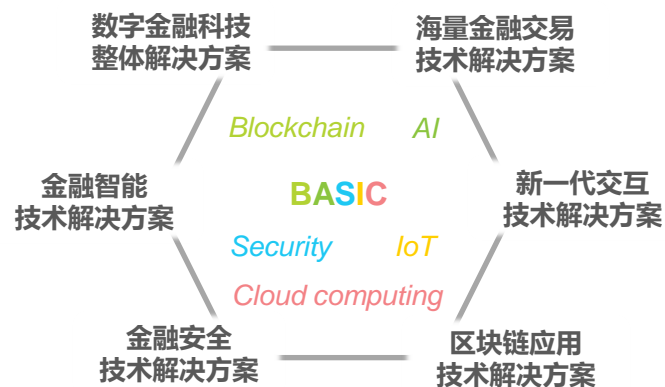 数字金融科技
整体解决方案
海量金融交易
技术解决方案
Blockchain
AI
金融智能
技术解决方案
BASIC
新一代交互
技术解决方案
Security
IoT
Cloud computing
金融安全
技术解决方案
区块链应用
技术解决方案